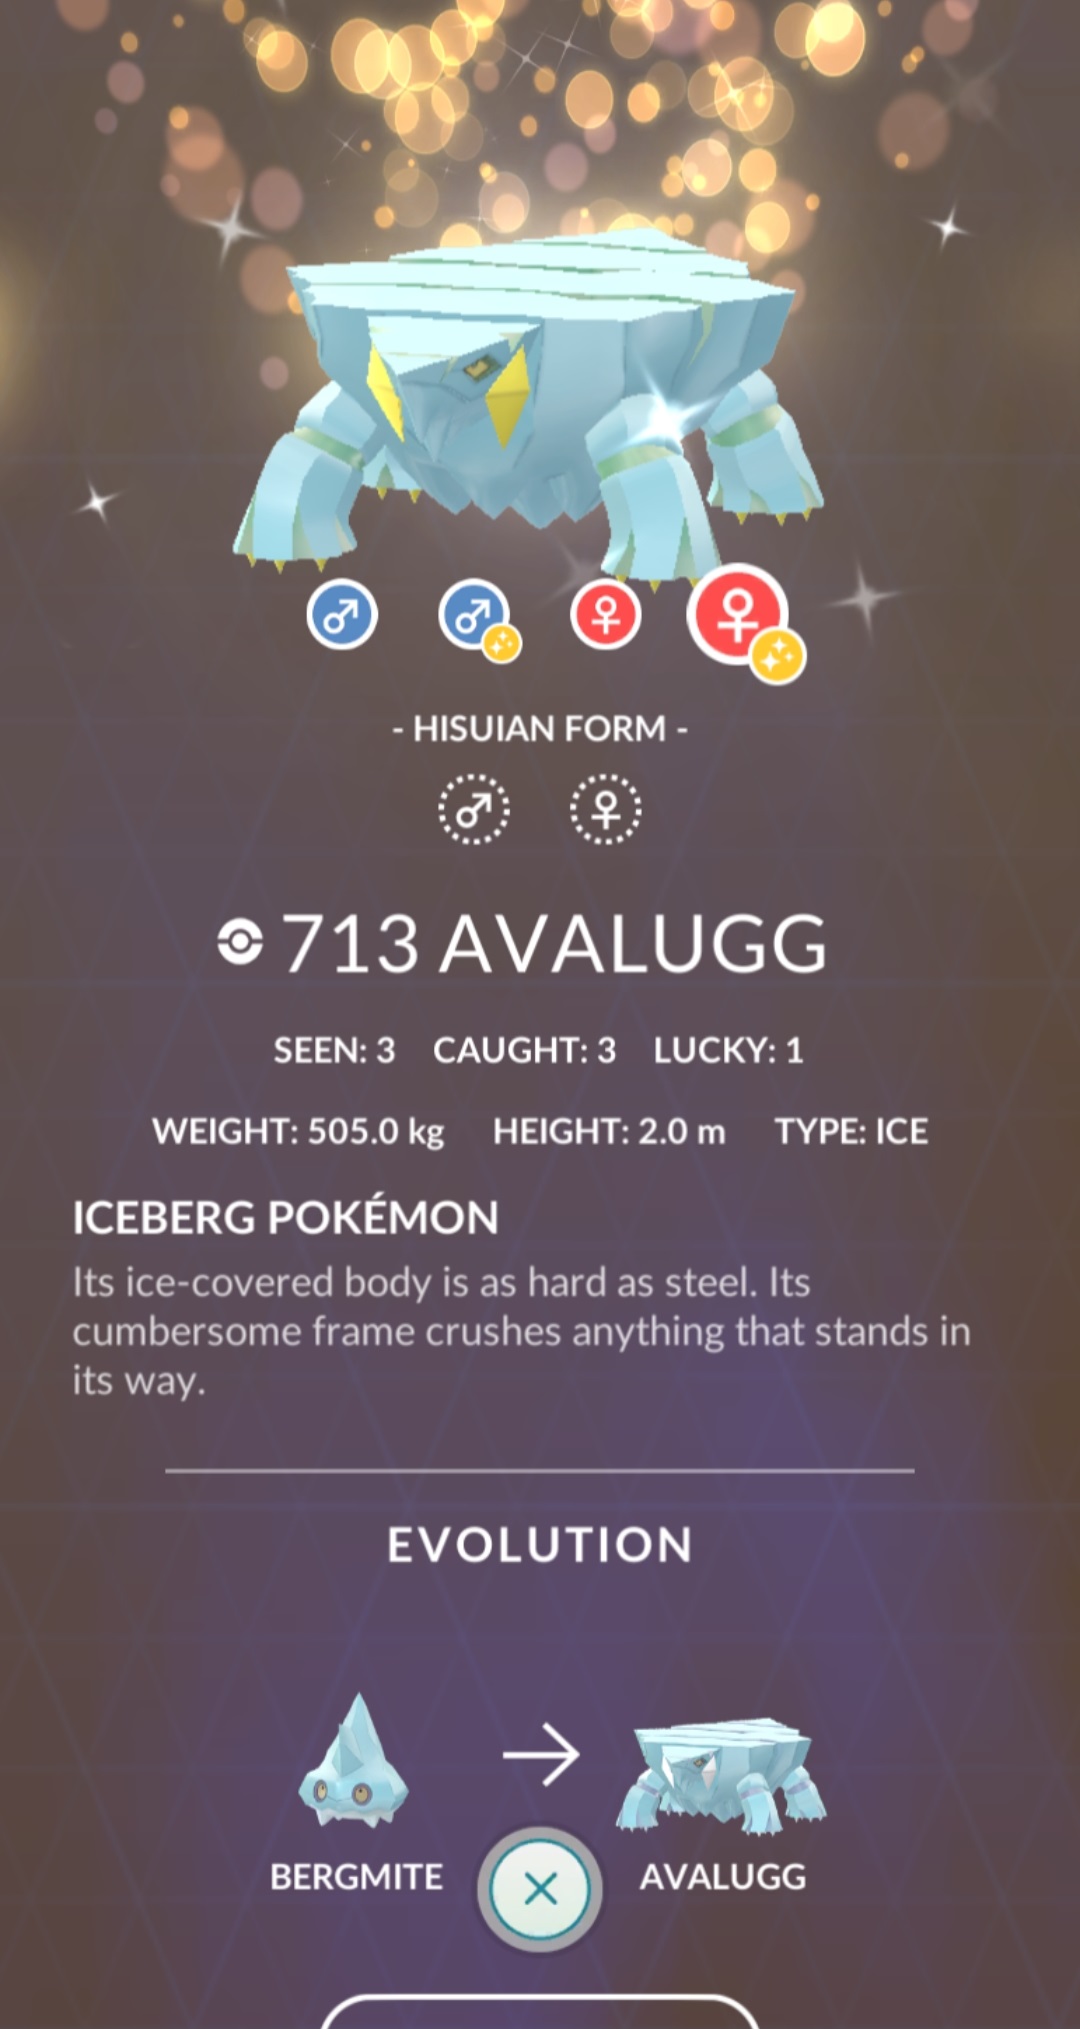 - HISUIAN FORM -
713 AVALUGG
SEEN: 3 CAUGHT: 3 LUCKY: 1
WEIGHT: 505.0 kg HEIGHT: 2.0 m TYPE: ICE
ICEBERG POKÉMON
Its ice-covered body is as hard as steel. Its
cumbersome frame crushes anything that stands in
its way.
EVOLUTION
BERGMITE AVALUGG